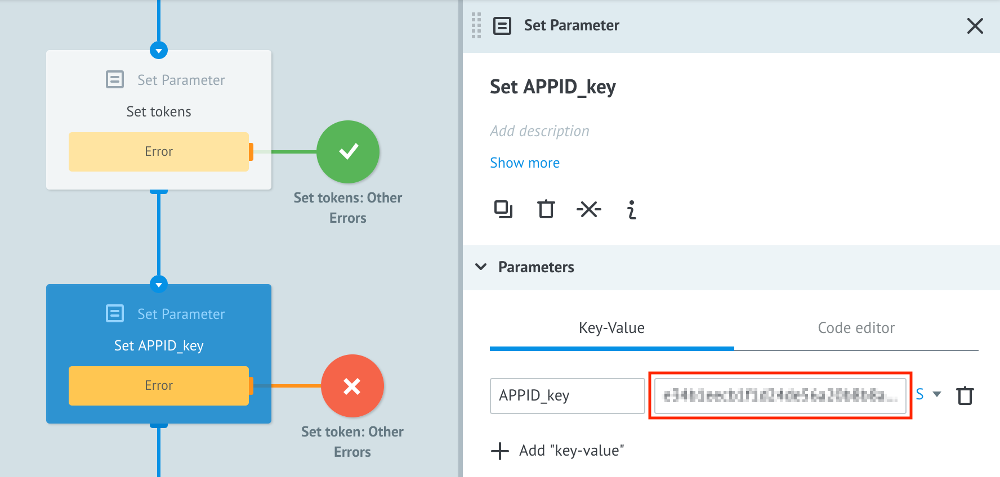 Set Parameter
Set tokens
Error
Set tokens: Other
Errors
Set Parameter
Set APPID_key
Error
Set token: Other
Errors
Set Parameter
Set APPID_key
Add description
Show more
Parameters
Key-Value
Code editor
APPID_key
S
Add "key-value"